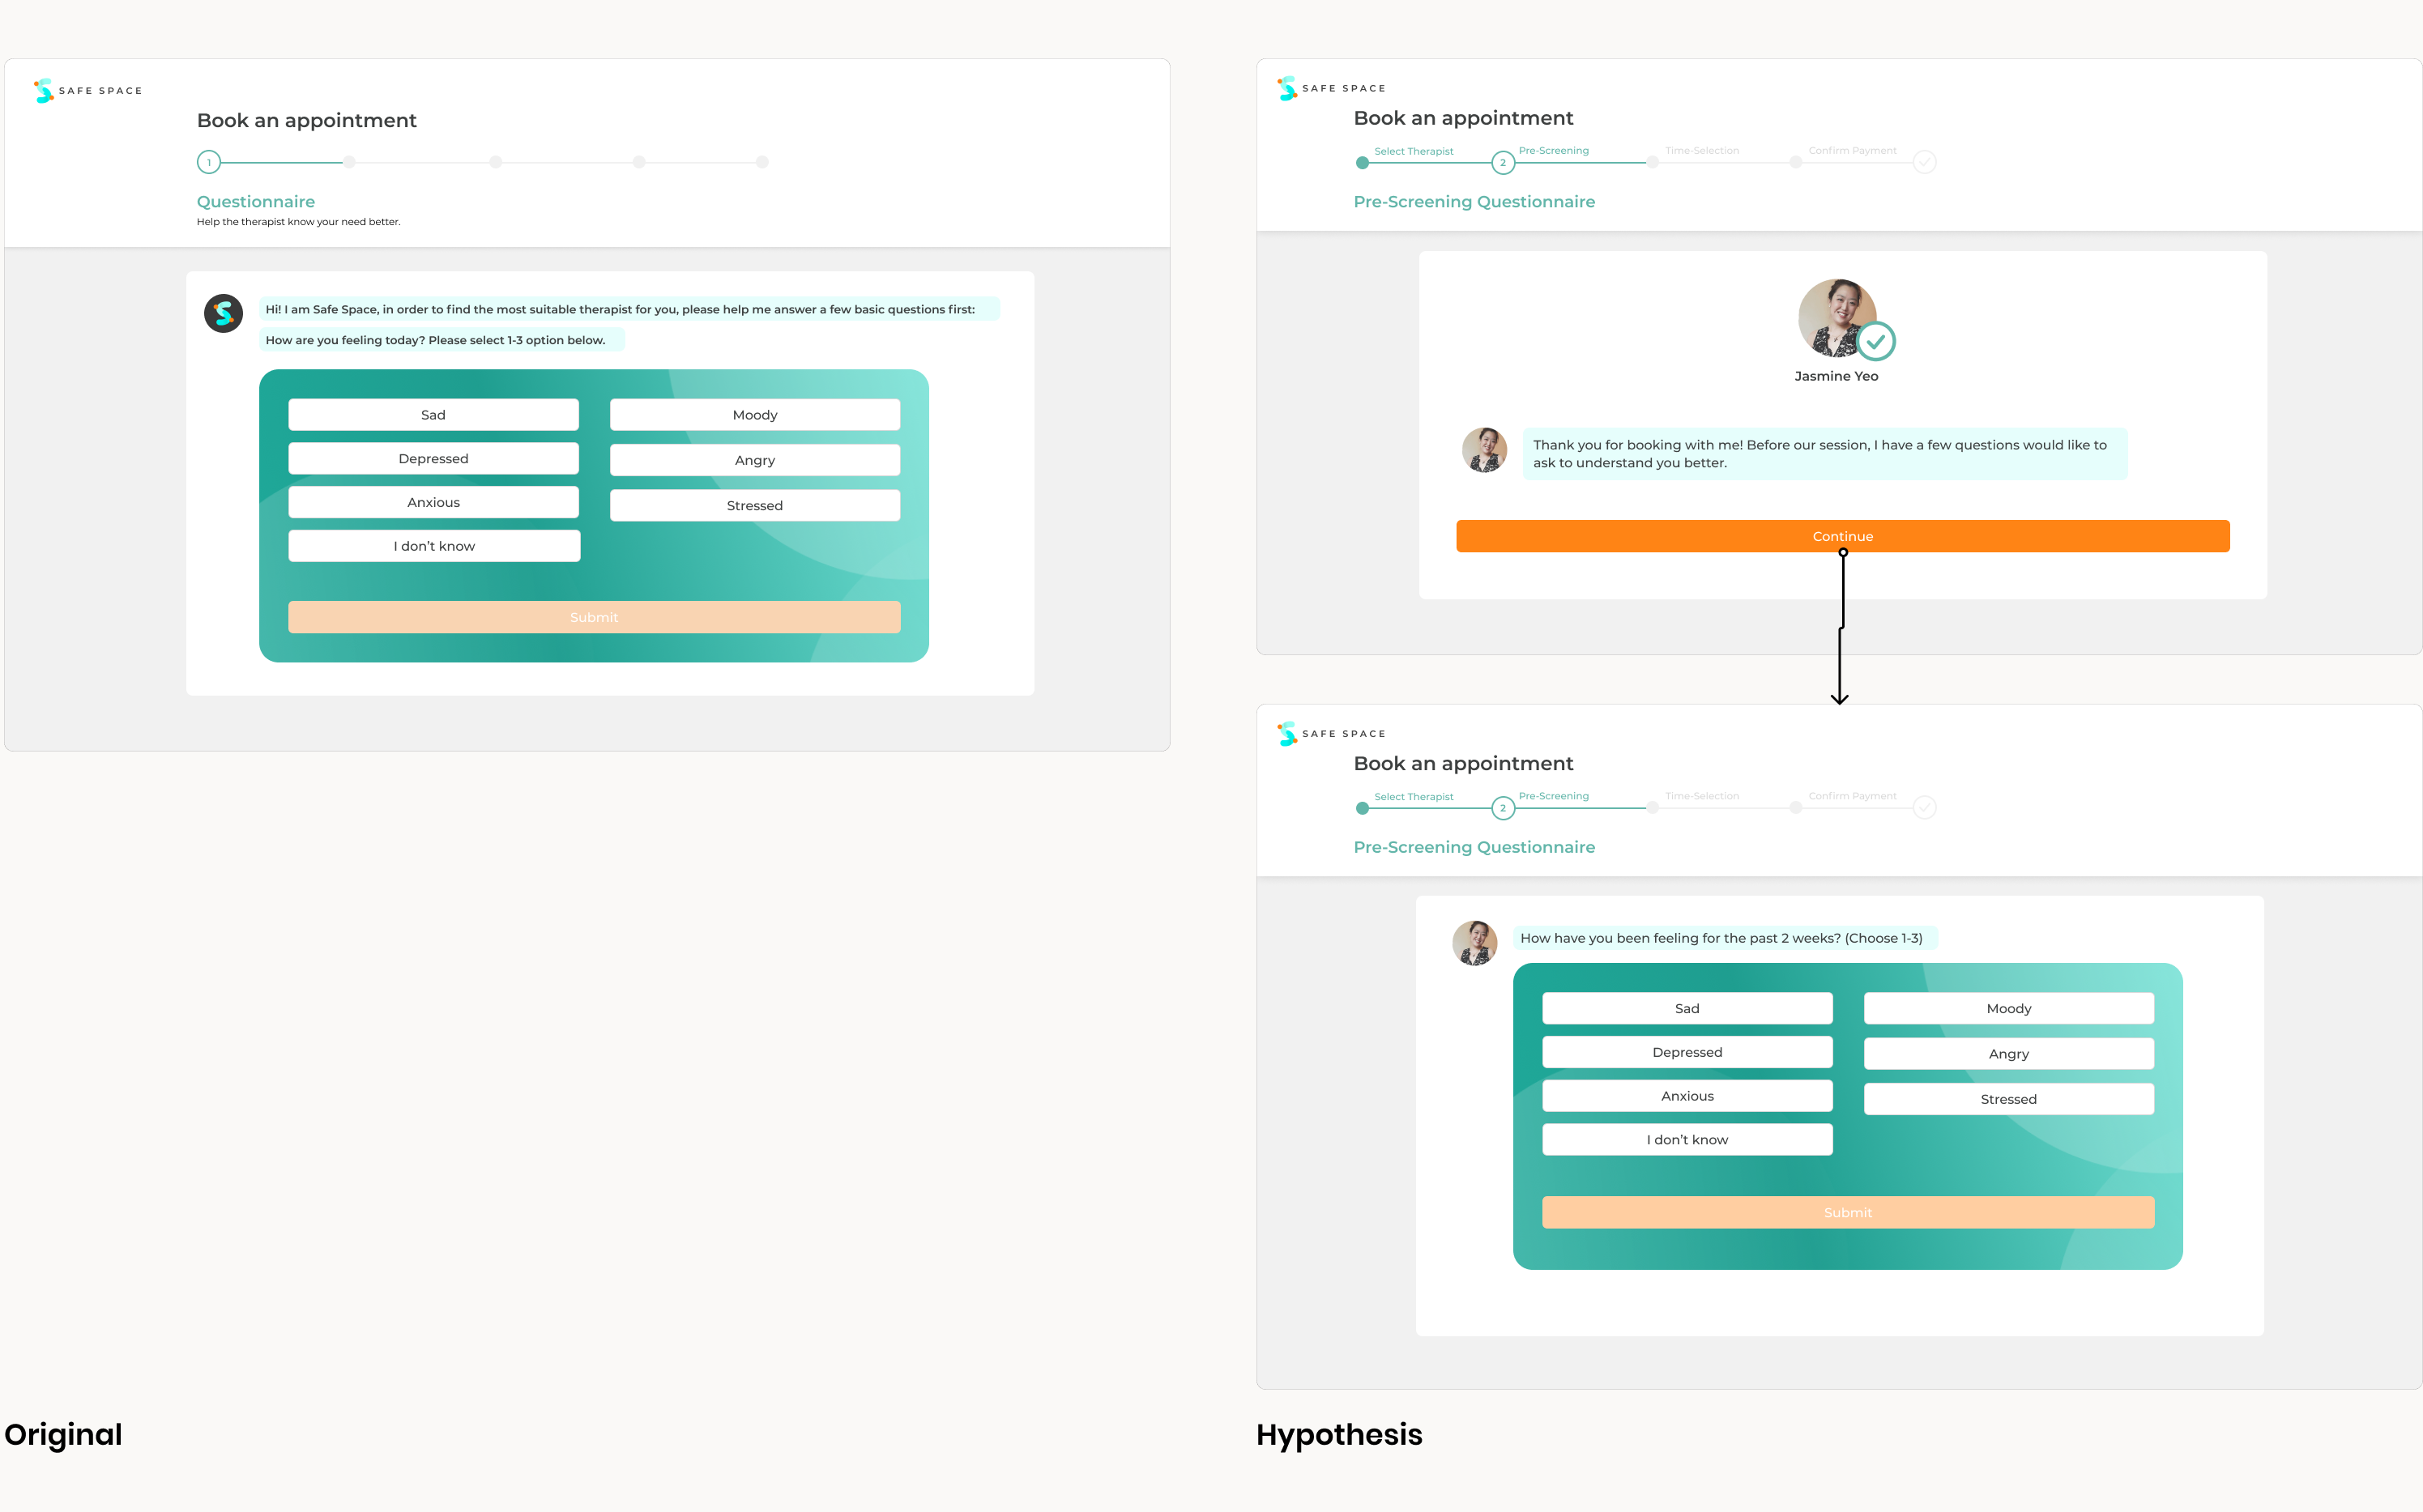 SAFE SPACE
Book an appointment
1
Questionnaire
Help the therapist know your need better.
Hi! I am Safe Space, in order to find the most suitable therapist for you, please help me answer a few basic questions first:
How are you feeling today? Please select 1-3 option below.
Sad
Moody
Depressed
Angry
Anxious
Stressed
I don’t know
Submit
Original
SAFE SPACE
Book an appointment
Select Therapist
Pre-Screening
Time-Selection
Confirm Payment
2
Pre-Screening Questionnaire
Jasmine Yeo
Thank you for booking with me! Before our session, I have a few questions would like to
ask to understand you better.
Continue
SAFE SPACE
Book an appointment
Select Therapist
Pre-Screening
Time-Selection
Confirm Payment
2
Pre-Screening Questionnaire
How have you been feeling for the past 2 weeks? (Choose 1-3)
Sad
Moody
Depressed
Angry
Anxious
Stressed
I don’t know
Submit
Hypothesis